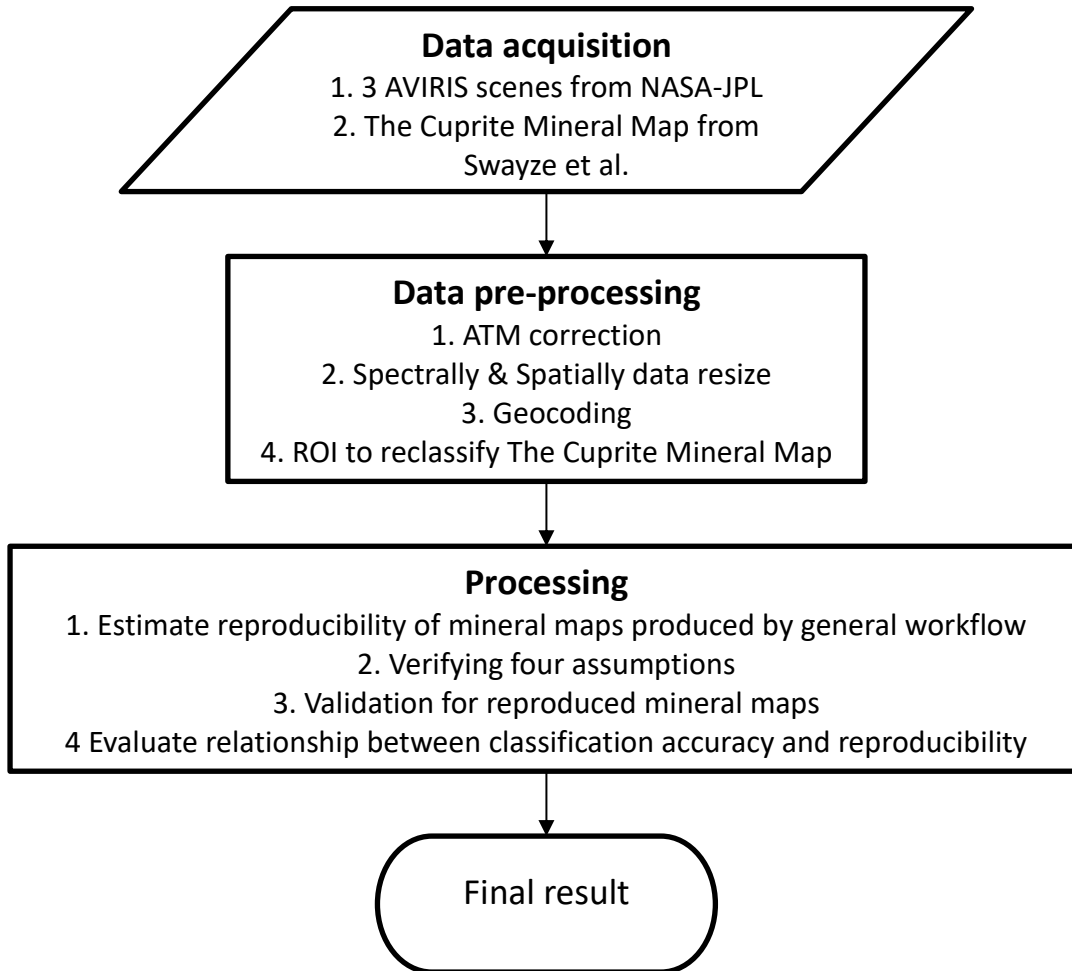 Data acquisition
1. 3 AVIRIS scenes from NASA-JPL
2. The Cuprite Mineral Map from
Swayze et al.
Data pre-processing
1. ATM correction
2. Spectrally & Spatially data resize
3. Geocoding
4. ROI to reclassify The Cuprite Mineral Map
Processing
1. Estimate reproducibility of mineral maps produced by general workflow
2. Verifying four assumptions
3. Validation for reproduced mineral maps
4 Evaluate relationship between classification accuracy and reproducibility
Final result